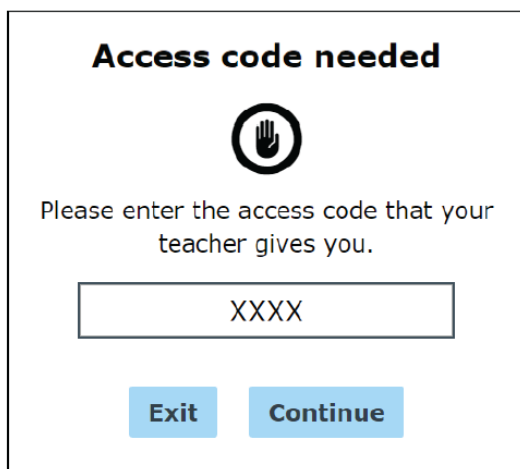 Access code needed
Please enter the access code that your
teacher gives you.
XXXX
Exit Continue